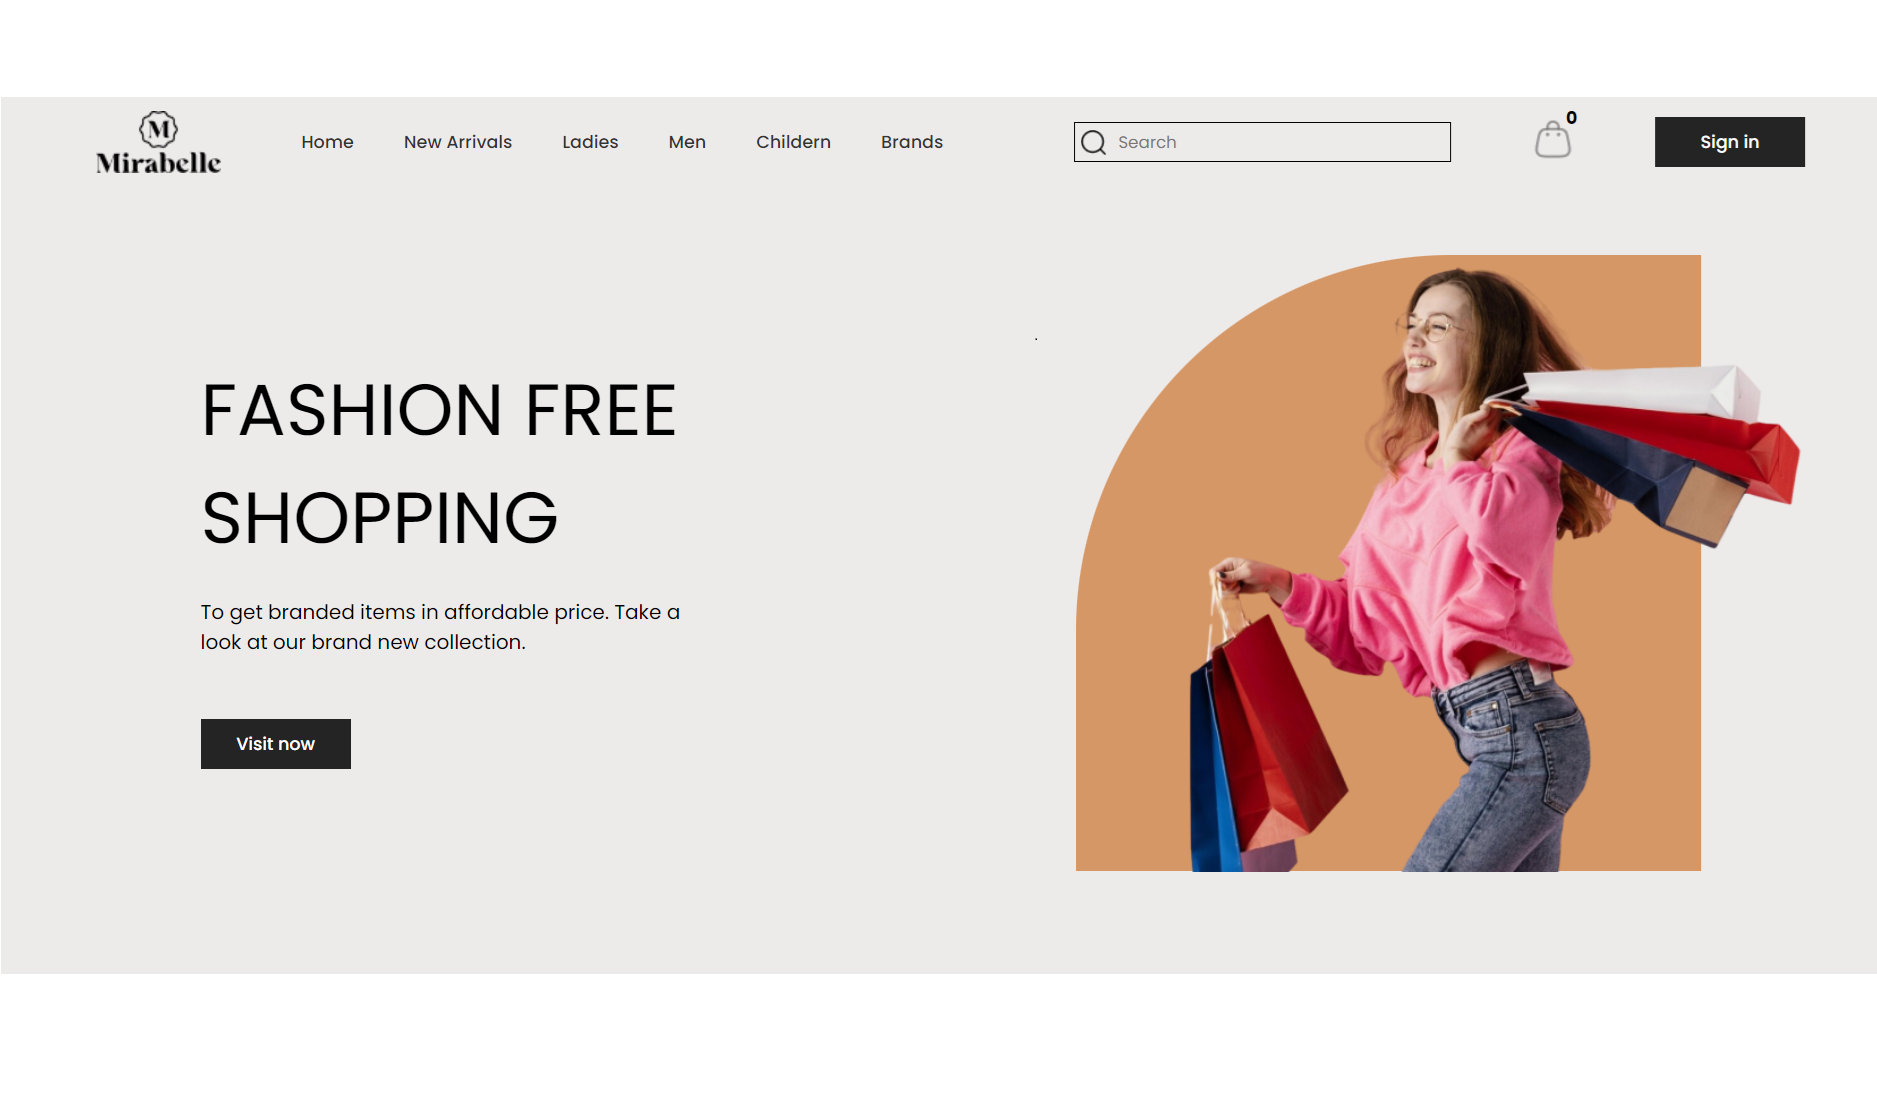 M
Mirabelle
Home New Arrivals Ladies Men Childern Brands
Search
0
Sign in
FASHION FREE
SHOPPING
To get branded items in affordable price. Take a
look at our brand new collection.
Visit now